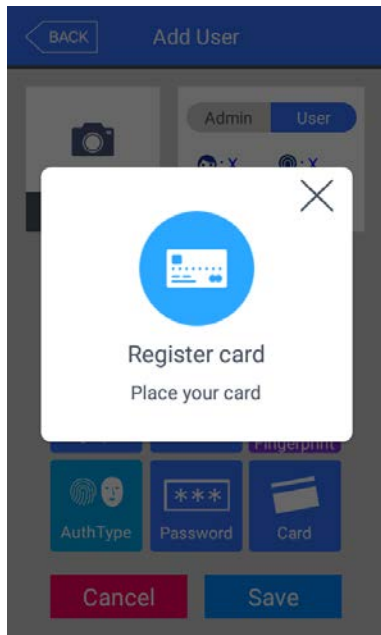 BACK
Add User
Admin
User
: X
: X
Register card
Place your card
Fingerprint
AuthType
***
Password
Card
Cancel
Save